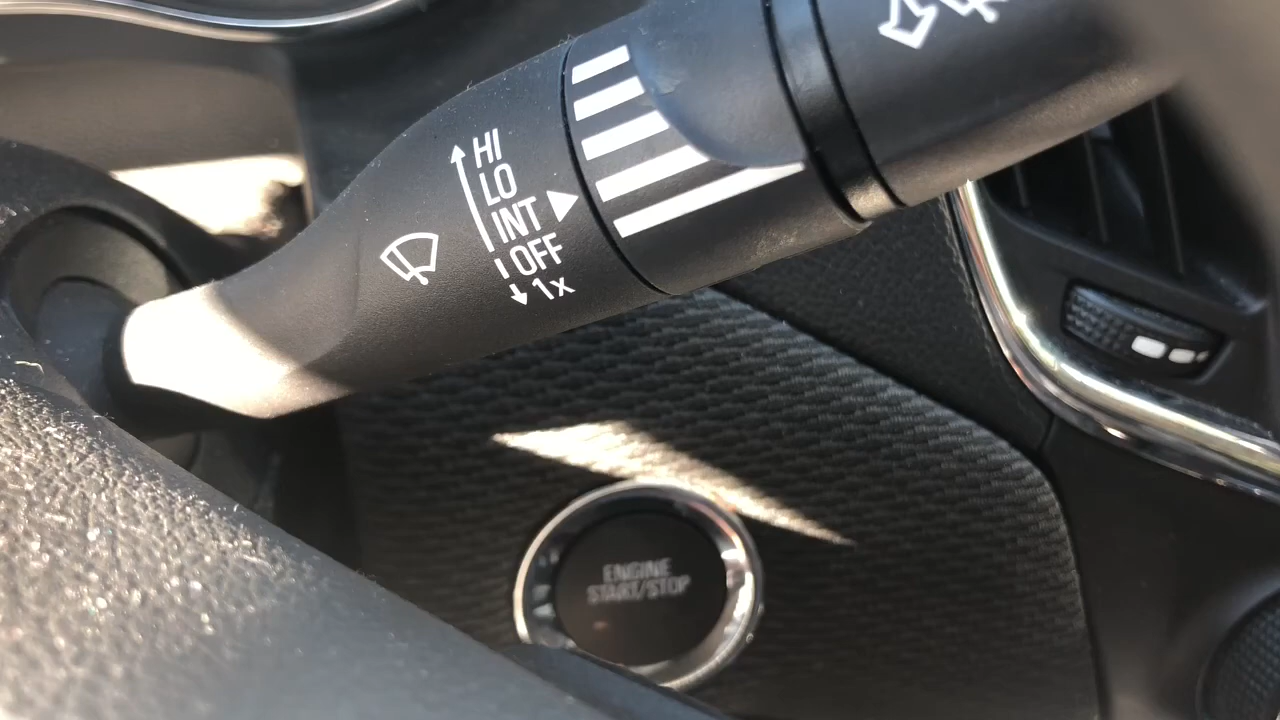 HI
LO
INT
OFF
1x
ENGINE
START/STOP